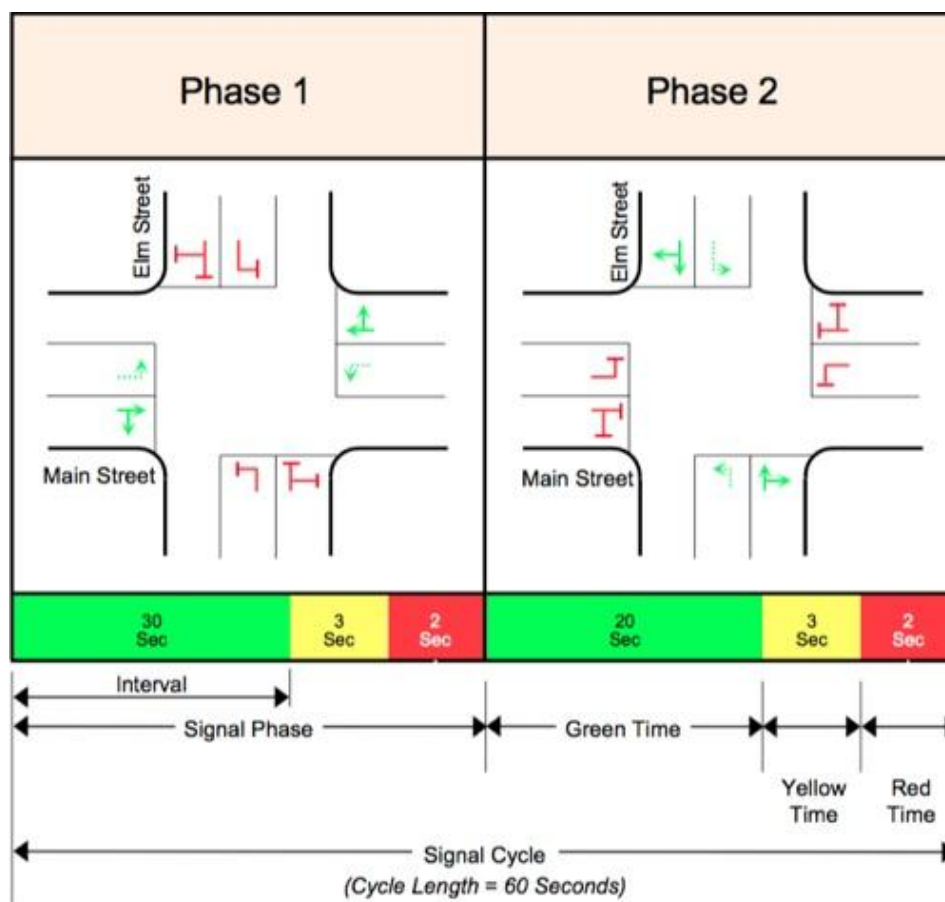 Phase 1
Phase 2
Elm Street
Main Street
Elm Street
Main Street
30
Sec
3
Sec
2
Sec
20
Sec
3
Sec
2
Sec
Interval
Signal Phase
Green Time
Yellow
Time
Red
Time
Signal Cycle
(Cycle Length = 60 Seconds)